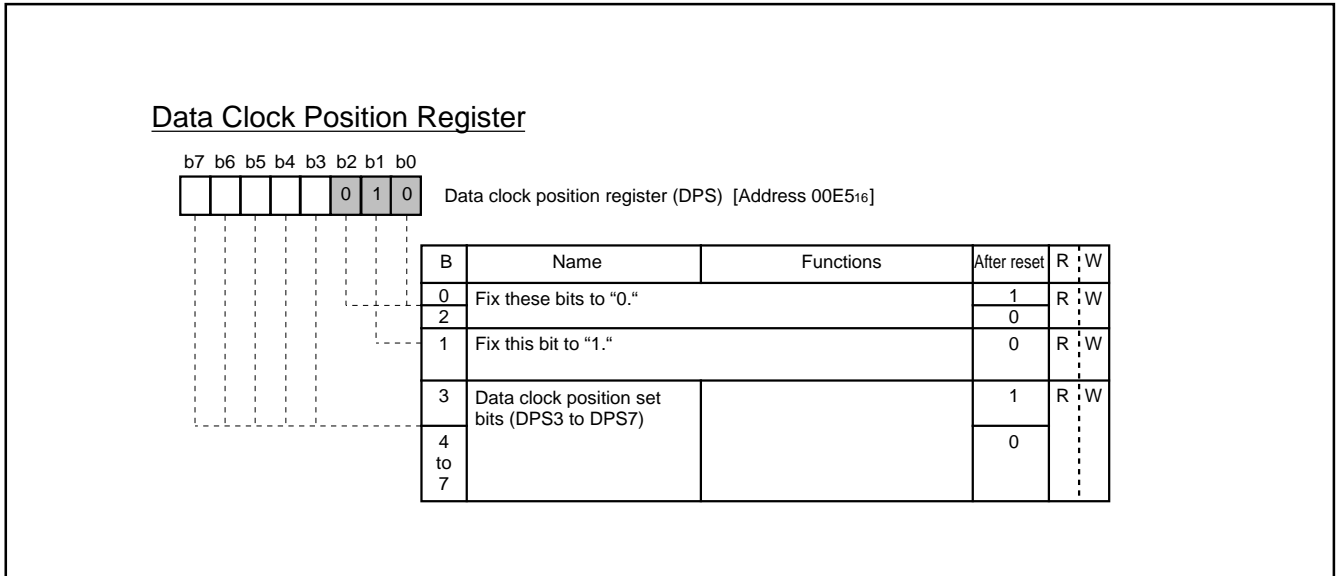 Data Clock Position Register
b7 b6 b5 b4 b3 b2 b1 b0
0 1 0
Data clock position register (DPS) [Address 00E516]
B Name Functions After reset R W
0 Fix these bits to “0.“ 1 R W
2 0
1 Fix this bit to “1.“ 0 R W
3 Data clock position set 1 R W
bits (DPS3 to DPS7)
4 0
to
7